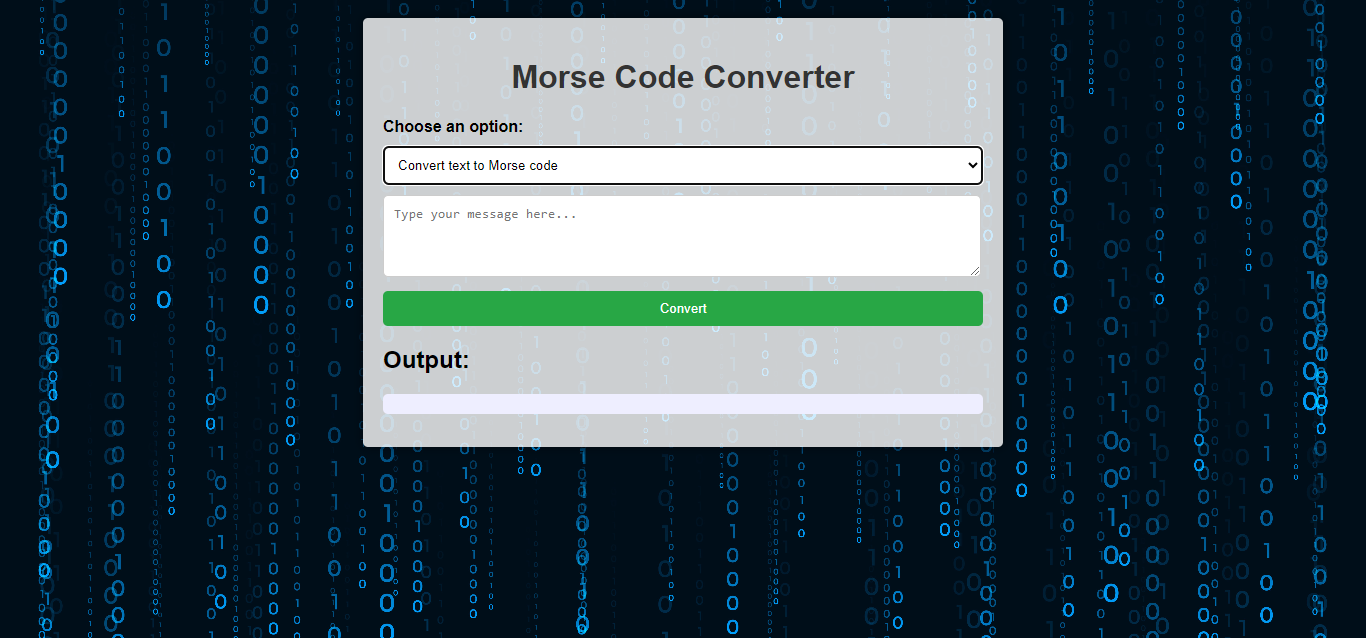 Morse Code Converter
Choose an option:
Convert text to Morse code
Type your message here...
Convert
Output: